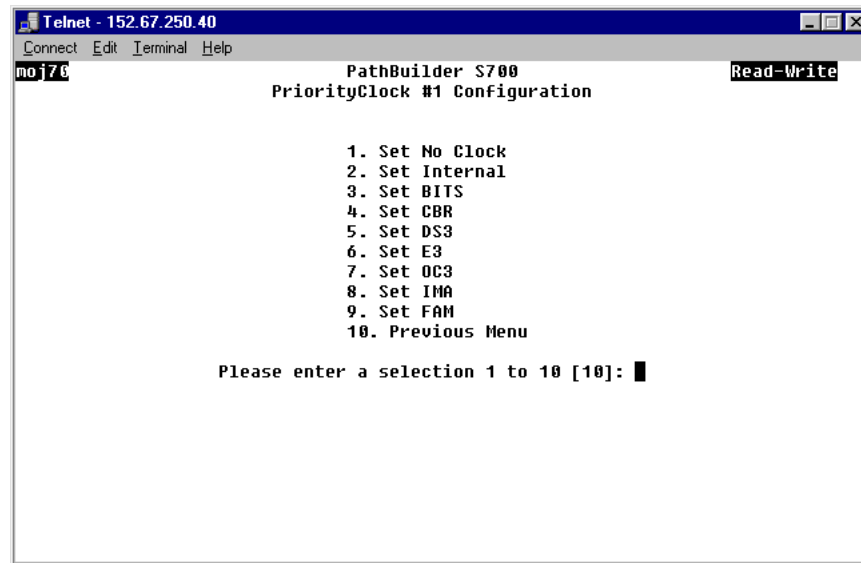 Telnet - 152.67.250.40
Connect Edit Terminal Help
moj70 PathBuilder S700 Read-Write
PriorityClock #1 Configuration
1. Set No Clock
2. Set Internal
3. Set BITS
4. Set CBR
5. Set DS3
6. Set E3
7. Set OC3
8. Set IMA
9. Set FAM
10. Previous Menu
Please enter a selection 1 to 10 [10]: